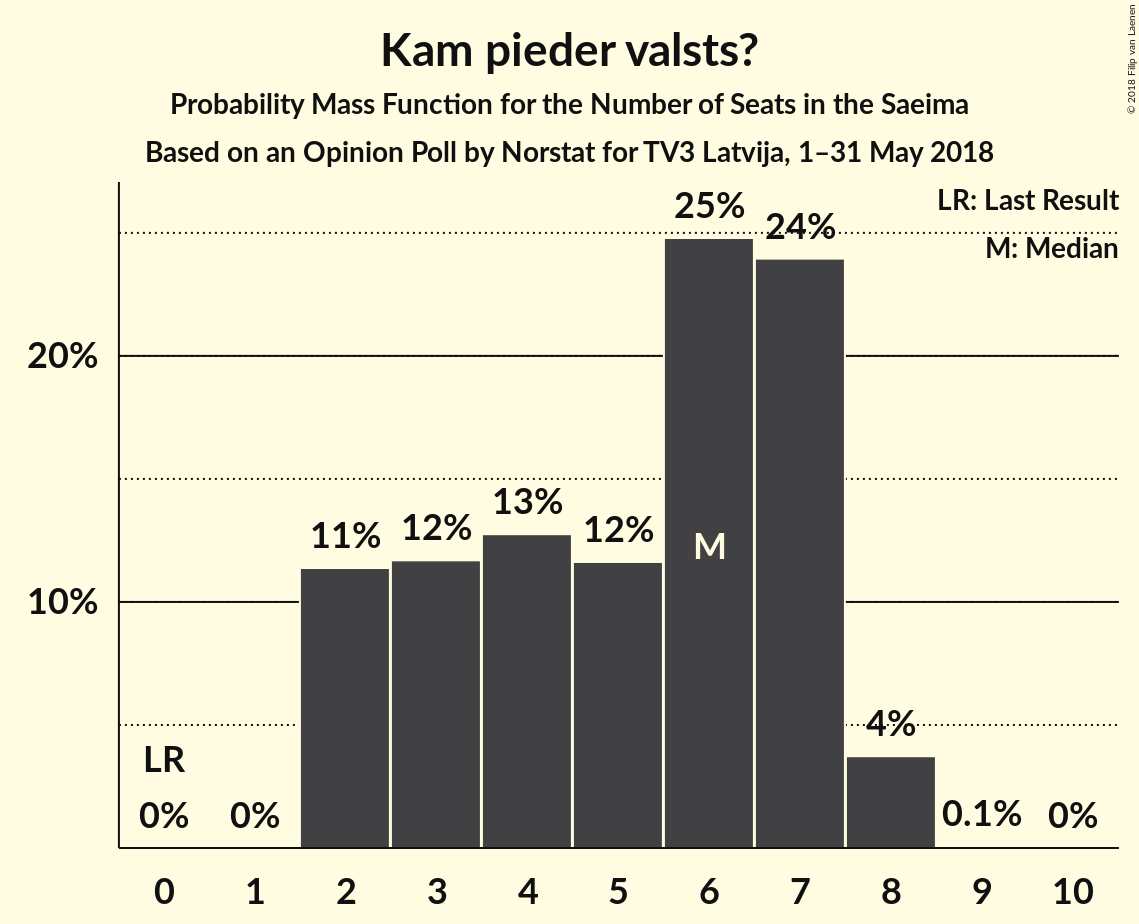 Kam pieder valsts?
Probability Mass Function for the Number of Seats in the Saeima
Based on an Opinion Poll by Norstat for TV3 Latvija, 1–31 May 2018
© 2018 Filip van Laenen
LR: Last Result
M: Median
25%
24%
20%
13%
12%
12%
11%
M
10%
4%
LR
0%
0%
0.1%
0%
0 1 2 3 4 5 6 7 8 9 10